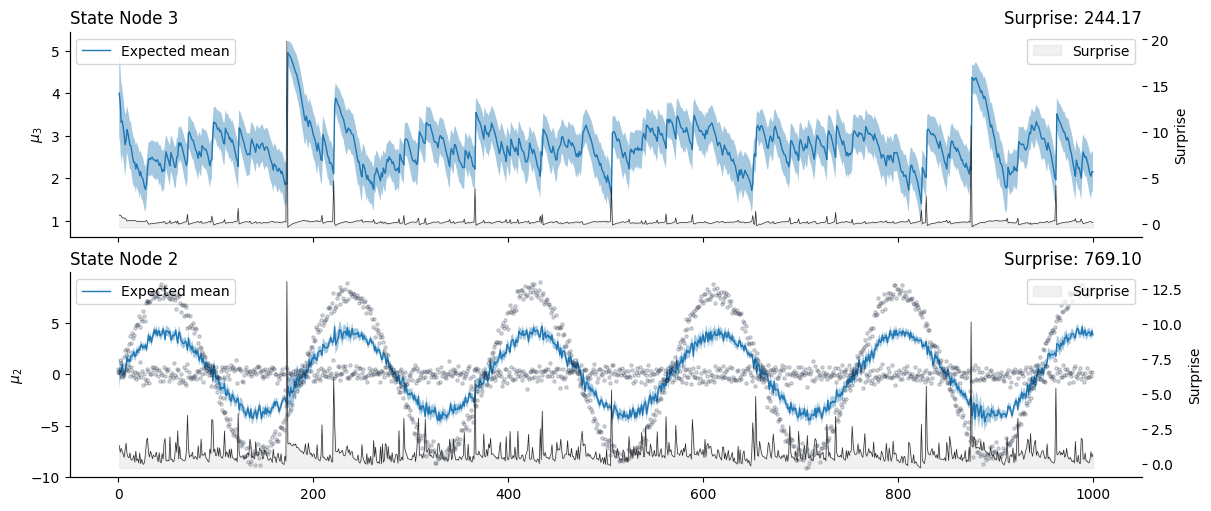 State Node 3
Surprise: 244.17
Expected mean
Surprise
5
4
3
2
1
μ3
20
15
10
5
0
Surprise
State Node 2
Surprise: 769.10
Expected mean
Surprise
5
0
−5
−10
μ2
12.5
10.0
7.5
5.0
2.5
0.0
Surprise
0
200
400
600
800
1000